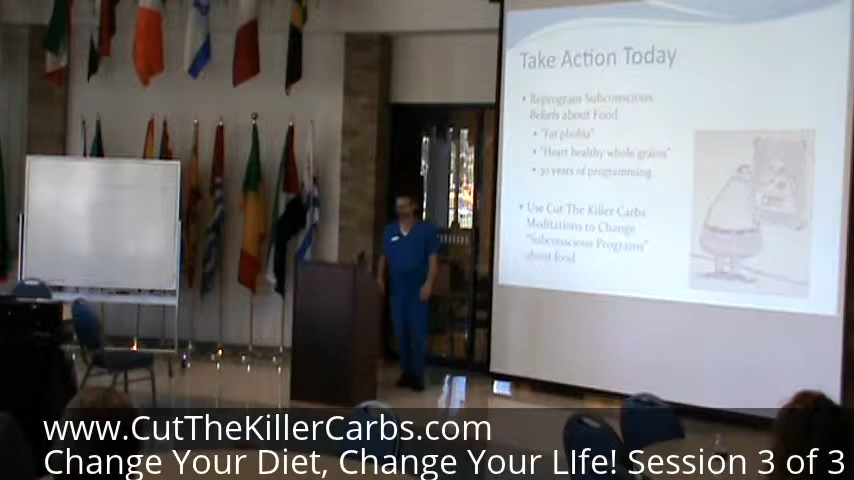 Take Action Today
• Reprogram Subconscious
Beliefs about Food
• "Fat phobia"
• "Heart healthy whole grains"
• 30 years of programming
• Use Cut The Killer Carbs
Meditations to Change
"Subconscious Programs"
about food
www.CutTheKillerCarbs.com
Change Your Diet, Change Your LIfe! Session 3 of 3